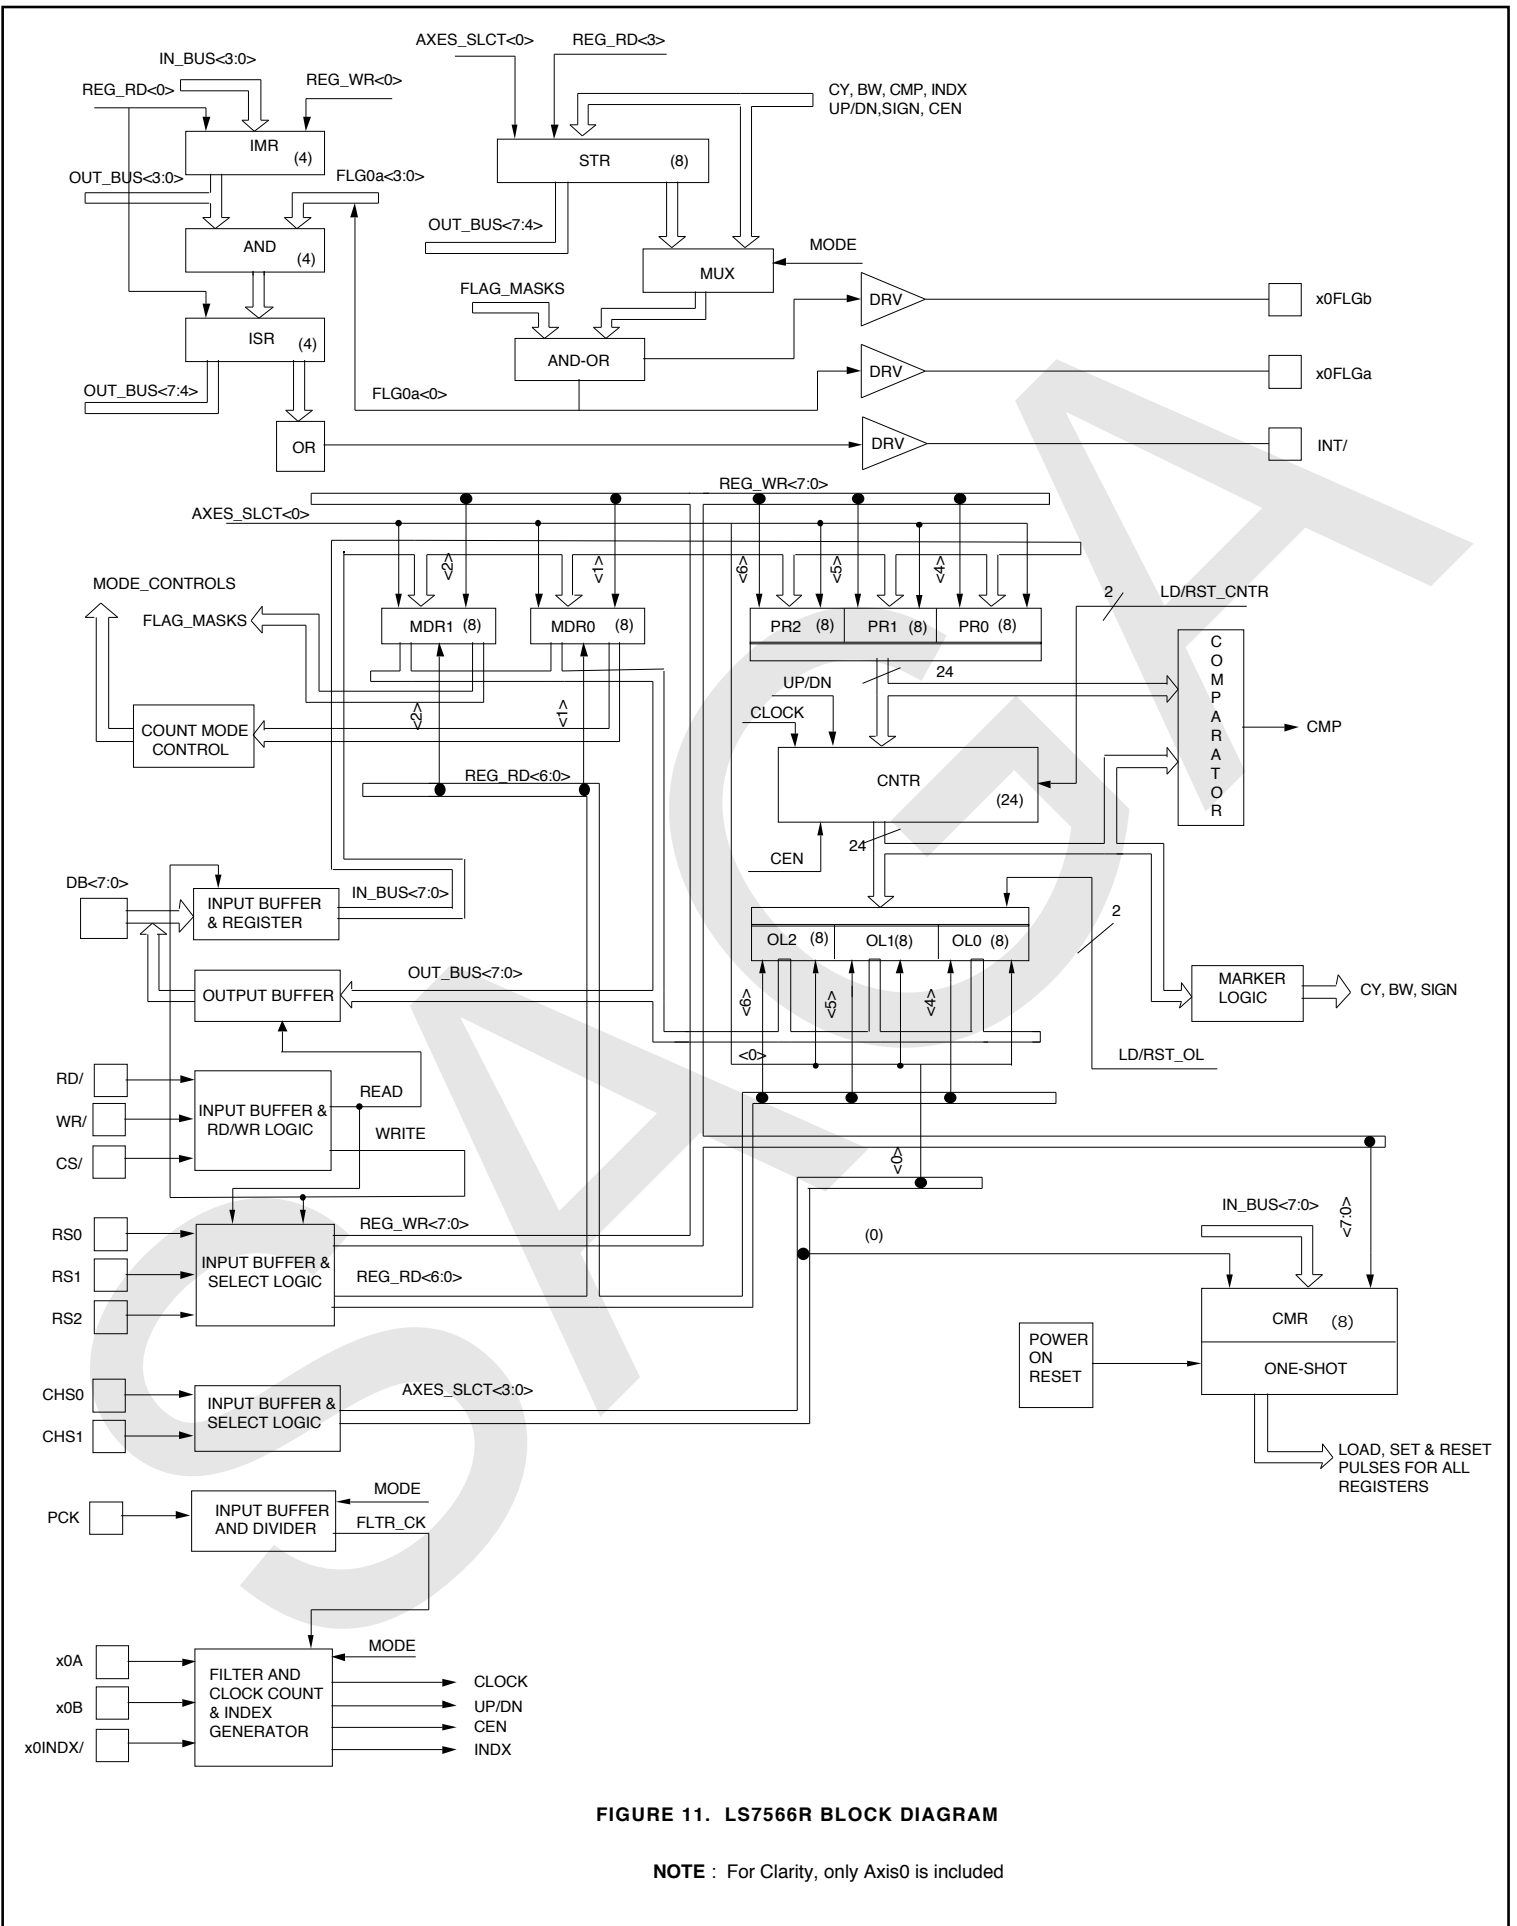 AXES_SLCT<0>
REG_RD<3>
IN_BUS<3:0>
REG_RD<0>
REG_WR<0>
CY, BW, CMP, INDX
UP/DN,SIGN, CEN
IMR
(4)
STR (8)
OUT_BUS<3:0>
FLG0a<3:0>
OUT_BUS<7:4>
AND
(4)
MODE
MUX
FLAG_MASKS
DRV
x0FLGb
ISR (4)
AND-OR
OUT_BUS<7:4>
FLG0a<0>
DRV
x0FLGa
OR
DRV
INT/
REG_WR<7:0>
AXES_SLCT<0>
<2>
<1>
<6>
<5>
<4>
MODE_CONTROLS
FLAG_MASKS
MDR1 (8)
MDR0 (8)
PR2 (8)
PR1 (8)
PR0 (8)
2
LD/RST_CNTR
COMPARATOR
24
UP/DN
CLOCK
<2>
<1>
COUNT MODE
CONTROL
CMP
REG_RD<6:0>
CNTR
(24)
24
CEN
DB<7:0>
INPUT BUFFER
& REGISTER
IN_BUS<7:0>
2
OL2 (8)
OL1(8)
OL0 (8)
OUT_BUS<7:0>
OUTPUT BUFFER
<6>
<5>
<4>
MARKER
LOGIC
CY, BW, SIGN
<0>
LD/RST_OL
RD/
WR/
CS/
INPUT BUFFER &
RD/WR LOGIC
READ
WRITE
<0>
RS0
RS1
RS2
INPUT BUFFER &
SELECT LOGIC
REG_WR<7:0>
REG_RD<6:0>
(0)
IN_BUS<7:0>
<7:0>
CMR (8)
ONE-SHOT
POWER
ON
RESET
CHS0
CHS1
INPUT BUFFER &
SELECT LOGIC
AXES_SLCT<3:0>
LOAD, SET & RESET
PULSES FOR ALL
REGISTERS
PCK
INPUT BUFFER
AND DIVIDER
MODE
FLTR_CK
x0A
x0B
x0INDX/
FILTER AND
CLOCK COUNT
& INDEX
GENERATOR
MODE
CLOCK
UP/DN
CEN
INDX
SAGA
FIGURE 11. LS7566R BLOCK DIAGRAM
NOTE : For Clarity, only Axis0 is included